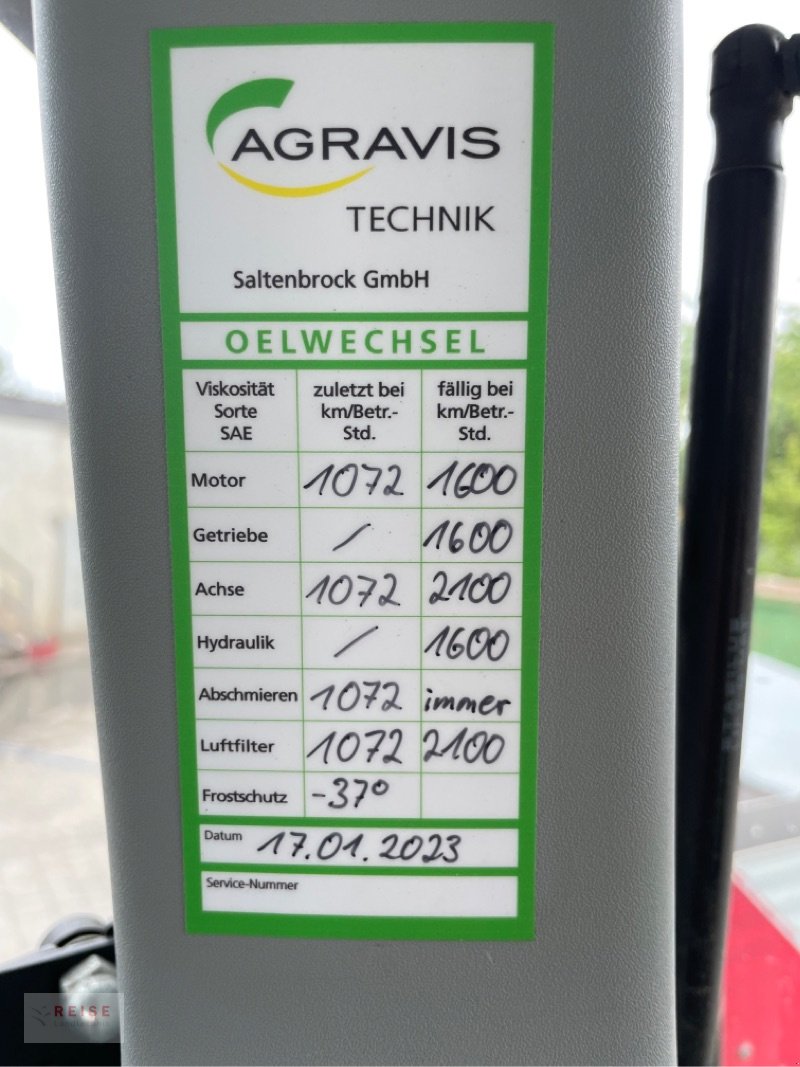 AGRAVIS
TECHNIK
Saltenbrock GmbH
OELWECHSEL
Viskosität Sorte SAE zuletzt bei km/Betr.- Std. fällig bei km/Betr.- Std.
Motor 1072 1600
Getriebe / 1600
Achse 1072 2100
Hydraulik / 1600
Abschmieren 1072 immer
Luftfilter 1072 2100
Frostschutz -37°
Datum 17.01.2023
Service-Nummer
REISE